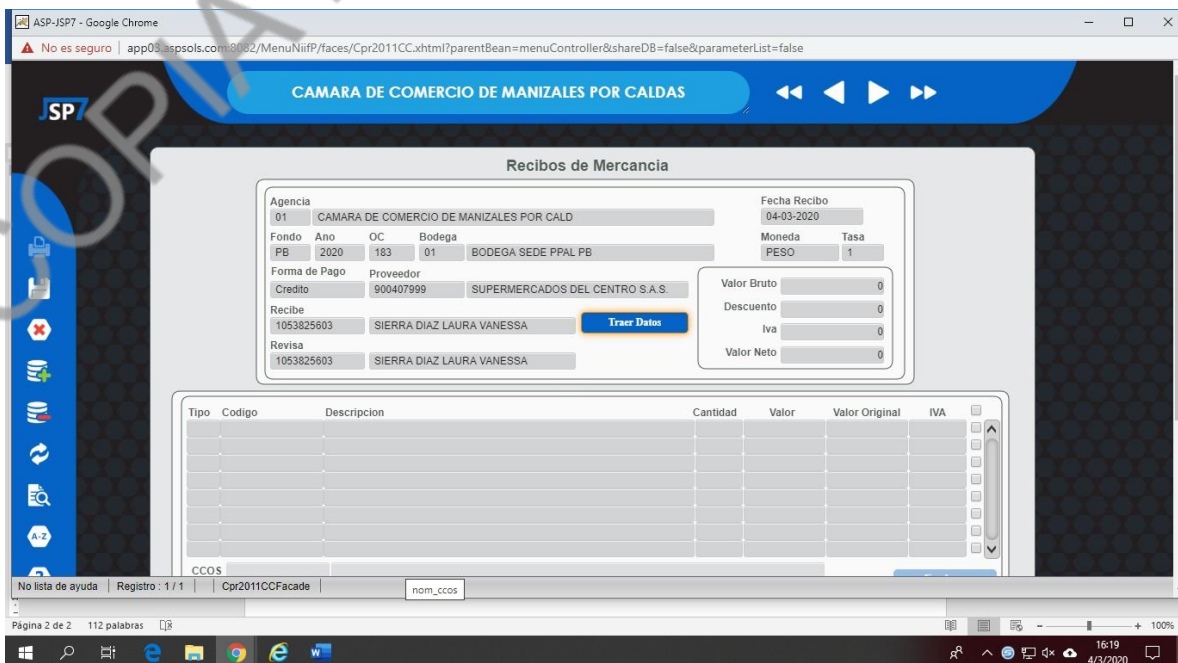 ASP-JSP7 - Google Chrome
No es seguro | app03.aspsols.com:8082/MenuNiifP/faces/Cpr2011CC.xhtml?parentBean=menuController&shareDB=false&parameterList=false
JSP7
CAMARA DE COMERCIO DE MANIZALES POR CALDAS
COPIA
Recibos de Mercancia
Agencia Fecha Recibo
01 CAMARA DE COMERCIO DE MANIZALES POR CALD 04-03-2020
Fondo Ano OC Bodega Moneda Tasa
PB 2020 183 01 BODEGA SEDE PPAL PB PESO 1
Forma de Pago Proveedor
Credito 900407999 SUPERMERCADOS DEL CENTRO S.A.S.
Valor Bruto 0
Descuento 0
Iva 0
Valor Neto 0
Recibe
1053825603 SIERRA DIAZ LAURA VANESSA Traer Datos
Revisa
1053825603 SIERRA DIAZ LAURA VANESSA
Tipo Codigo Descripcion Cantidad Valor Valor Original IVA
A-Z
CCOS
No lista de ayuda | Registro : 1 / 1 | Cpr2011CCFacade |
nom_ccos
Página 2 de 2 112 palabras 100%
16:19
4/3/2020